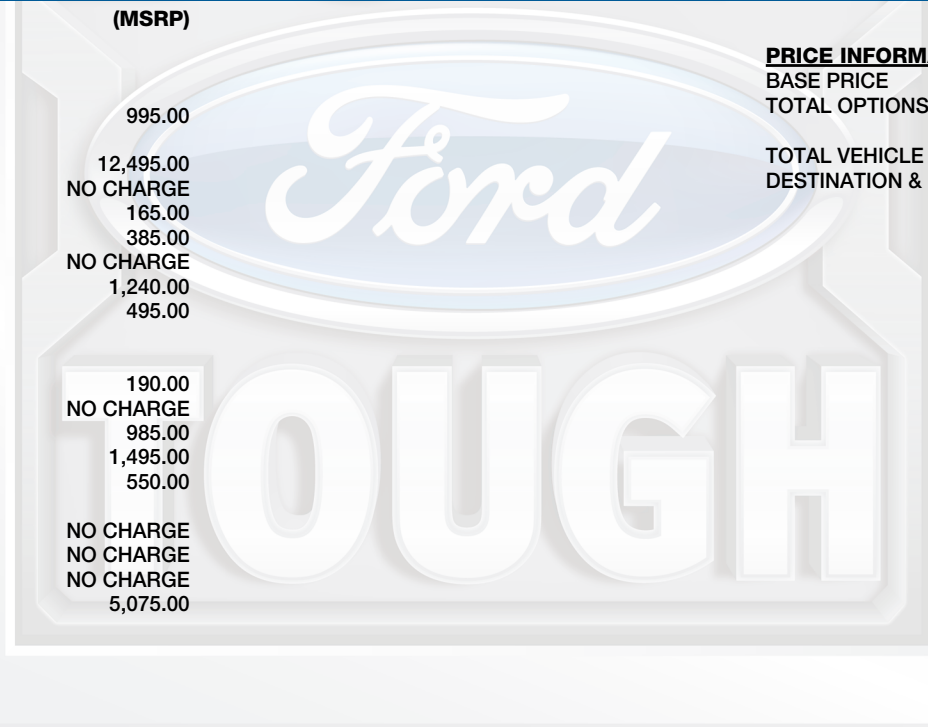 (MSRP)
995.00
12,495.00
NO CHARGE
165.00
385.00
NO CHARGE
1,240.00
495.00
190.00
NO CHARGE
985.00
1,495.00
550.00
NO CHARGE
NO CHARGE
NO CHARGE
5,075.00
PRICE INFORM
BASE PRICE
TOTAL OPTIONS
TOTAL VEHICLE
DESTINATION &
Ford
TOUGH